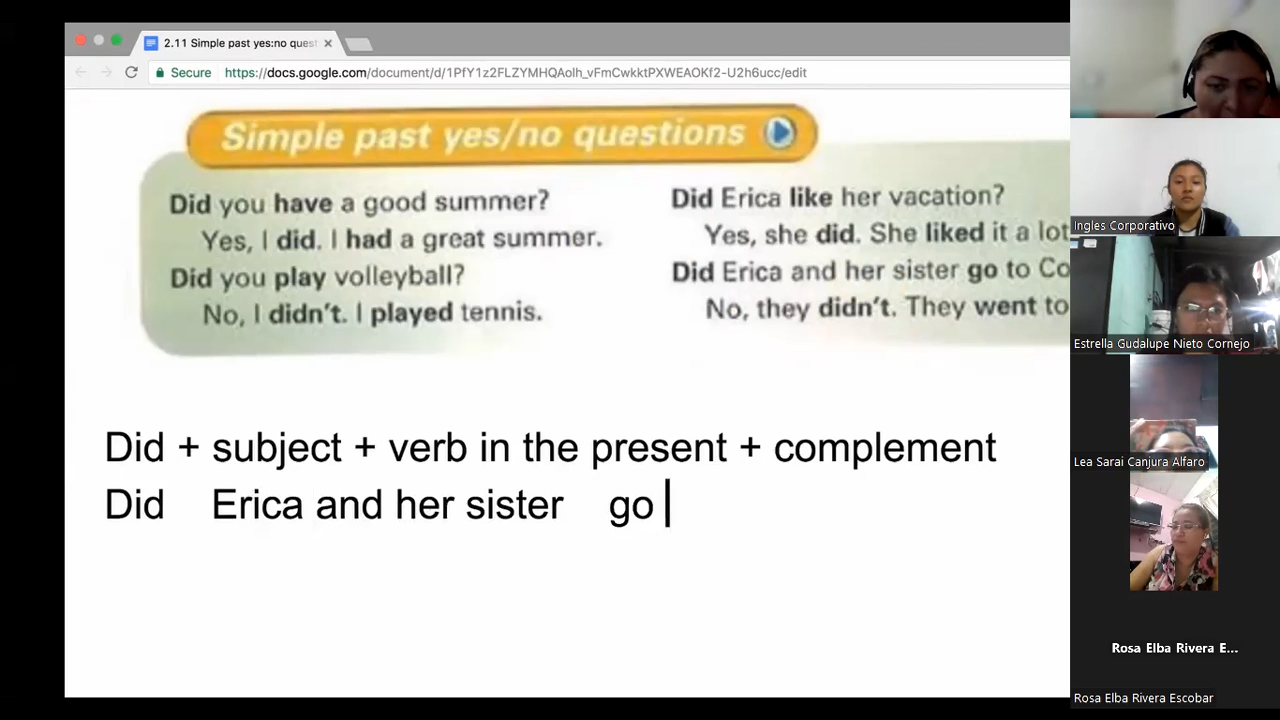 2.11 Simple past yes:no quest
Secure https://docs.google.com/document/d/1PfY1z2FLZYMHQAolh_vFmCwkktPXWEAOKf2-U2h6ucc/edit
Simple past yes/no questions
Did you have a good summer?
Yes, I did. I had a great summer.
Did you play volleyball?
No, I didn't. I played tennis.
Did Erica like her vacation?
Yes, she did. She liked it a lot
Did Erica and her sister go to Co
No, they didn't. They went to
Did + subject + verb in the present + complement
Did Erica and her sister go
Ingles Corporativo
Estrella Gudalupe Nieto Cornejo
Lea Sarai Canjura Alfaro
Rosa Elba Rivera E...
Rosa Elba Rivera Escobar